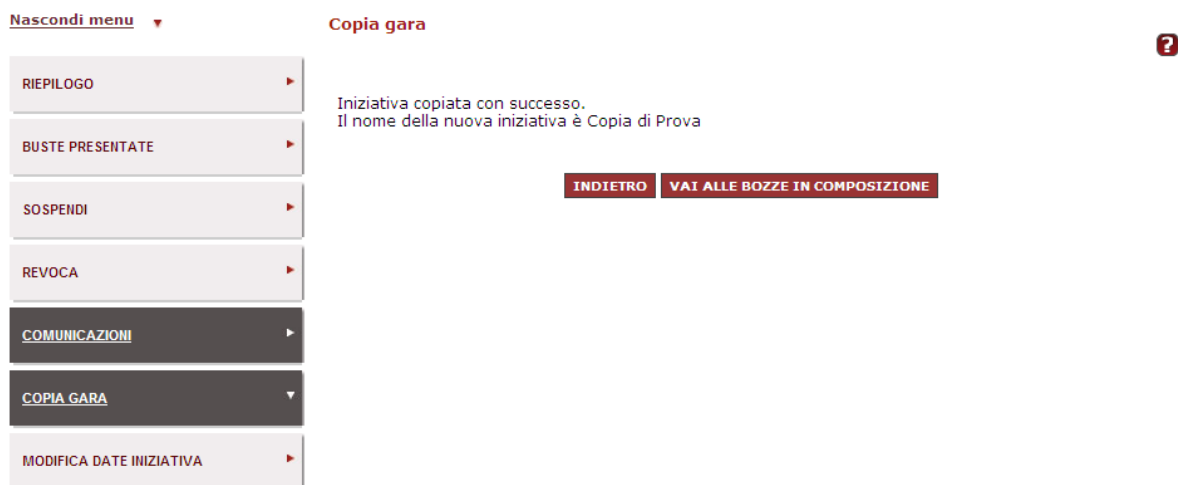 Nascondi menu
Copia gara
?
RIEPILOGO
Iniziativa copiata con successo.
Il nome della nuova iniziativa è Copia di Prova
BUSTE PRESENTATE
INDIETRO VAI ALLE BOZZE IN COMPOSIZIONE
SOSPENDI
REVOCA
COMUNICAZIONI
COPIA GARA
MODIFICA DATE INIZIATIVA